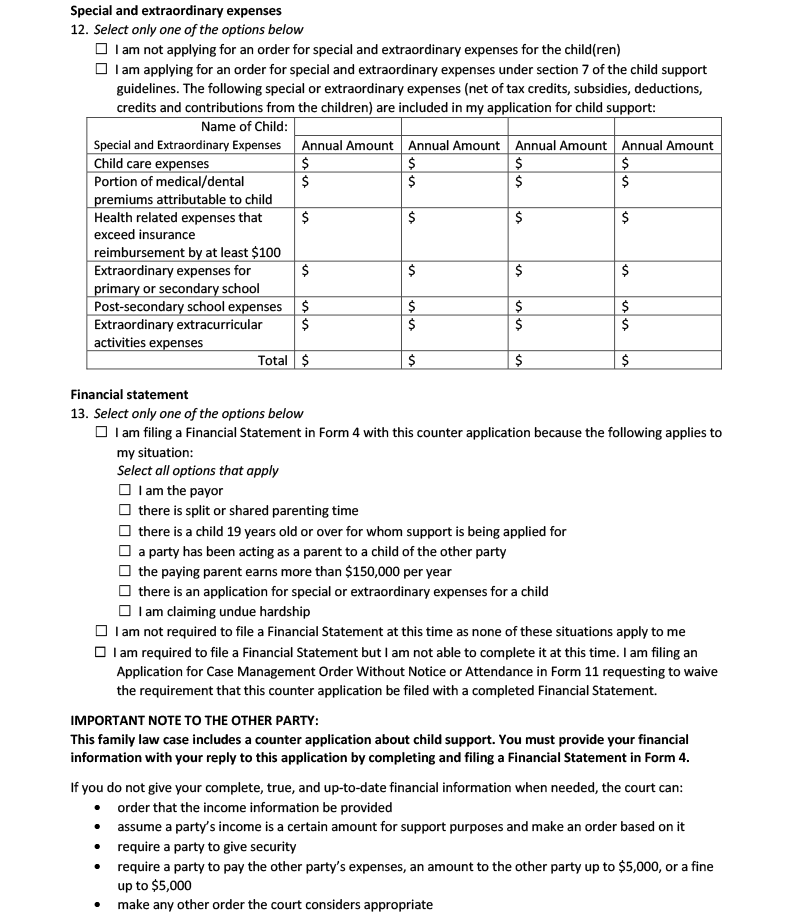 Special and extraordinary expenses
12. Select only one of the options below
☐ I am not applying for an order for special and extraordinary expenses for the child(ren)
☐ I am applying for an order for special and extraordinary expenses under section 7 of the child support
guidelines. The following special or extraordinary expenses (net of tax credits, subsidies, deductions,
credits and contributions from the children) are included in my application for child support:
Name of Child:
Special and Extraordinary Expenses Annual Amount Annual Amount Annual Amount Annual Amount
Child care expenses $ $ $ $
Portion of medical/dental $ $ $ $
premiums attributable to child
Health related expenses that $ $ $ $
exceed insurance
reimbursement by at least $100
Extraordinary expenses for $ $ $ $
primary or secondary school
Post-secondary school expenses $ $ $ $
Extraordinary extracurricular $ $ $ $
activities expenses
Total $ $ $ $
Financial statement
13. Select only one of the options below
☐ I am filing a Financial Statement in Form 4 with this counter application because the following applies to
my situation:
Select all options that apply
☐ I am the payor
☐ there is split or shared parenting time
☐ there is a child 19 years old or over for whom support is being applied for
☐ a party has been acting as a parent to a child of the other party
☐ the paying parent earns more than $150,000 per year
☐ there is an application for special or extraordinary expenses for a child
☐ I am claiming undue hardship
☐ I am not required to file a Financial Statement at this time as none of these situations apply to me
☐ I am required to file a Financial Statement but I am not able to complete it at this time. I am filing an
Application for Case Management Order Without Notice or Attendance in Form 11 requesting to waive
the requirement that this counter application be filed with a completed Financial Statement.
IMPORTANT NOTE TO THE OTHER PARTY:
This family law case includes a counter application about child support. You must provide your financial
information with your reply to this application by completing and filing a Financial Statement in Form 4.
If you do not give your complete, true, and up-to-date financial information when needed, the court can:
• order that the income information be provided
• assume a party's income is a certain amount for support purposes and make an order based on it
• require a party to give security
• require a party to pay the other party's expenses, an amount to the other party up to $5,000, or a fine
up to $5,000
• make any other order the court considers appropriate